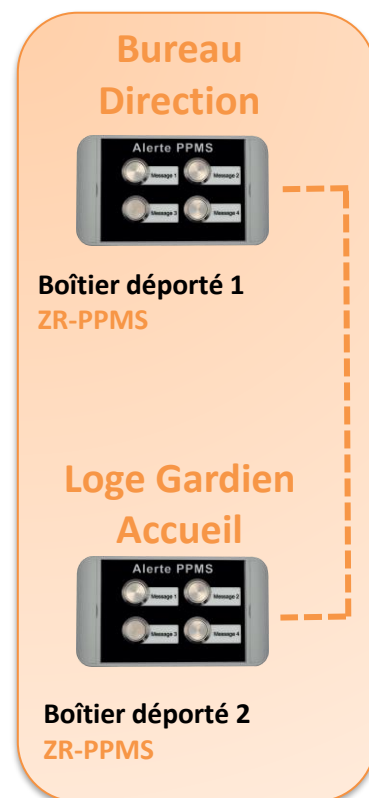 Bureau
Direction
Alerte PPMS
Message 1
Message 2
Message 3
Message 4
Boîtier déporté 1
ZR-PPMS
Loge Gardien
Accueil
Alerte PPMS
Message 1
Message 2
Message 3
Message 4
Boîtier déporté 2
ZR-PPMS